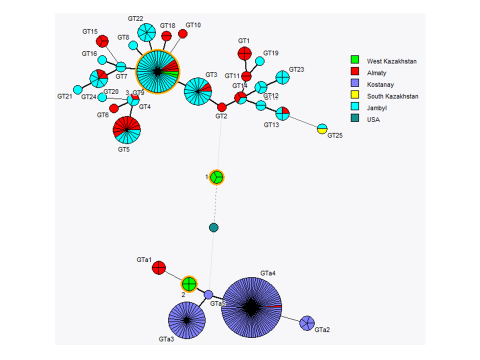 GT22
GT18
GT10
GT15
GT8
GT16
GT7
GT21
GT24
GT20
3
GT9
GT6
GT4
GT5
GT3
GT2
GT1
GT19
GT11
GT23
GT14
GT12
GT13
GT25
West Kazakhstan
Almaty
Kostanay
South Kazakhstan
Jambyl
USA
1
GTa1
2
GTa4
GTa3
GTa2